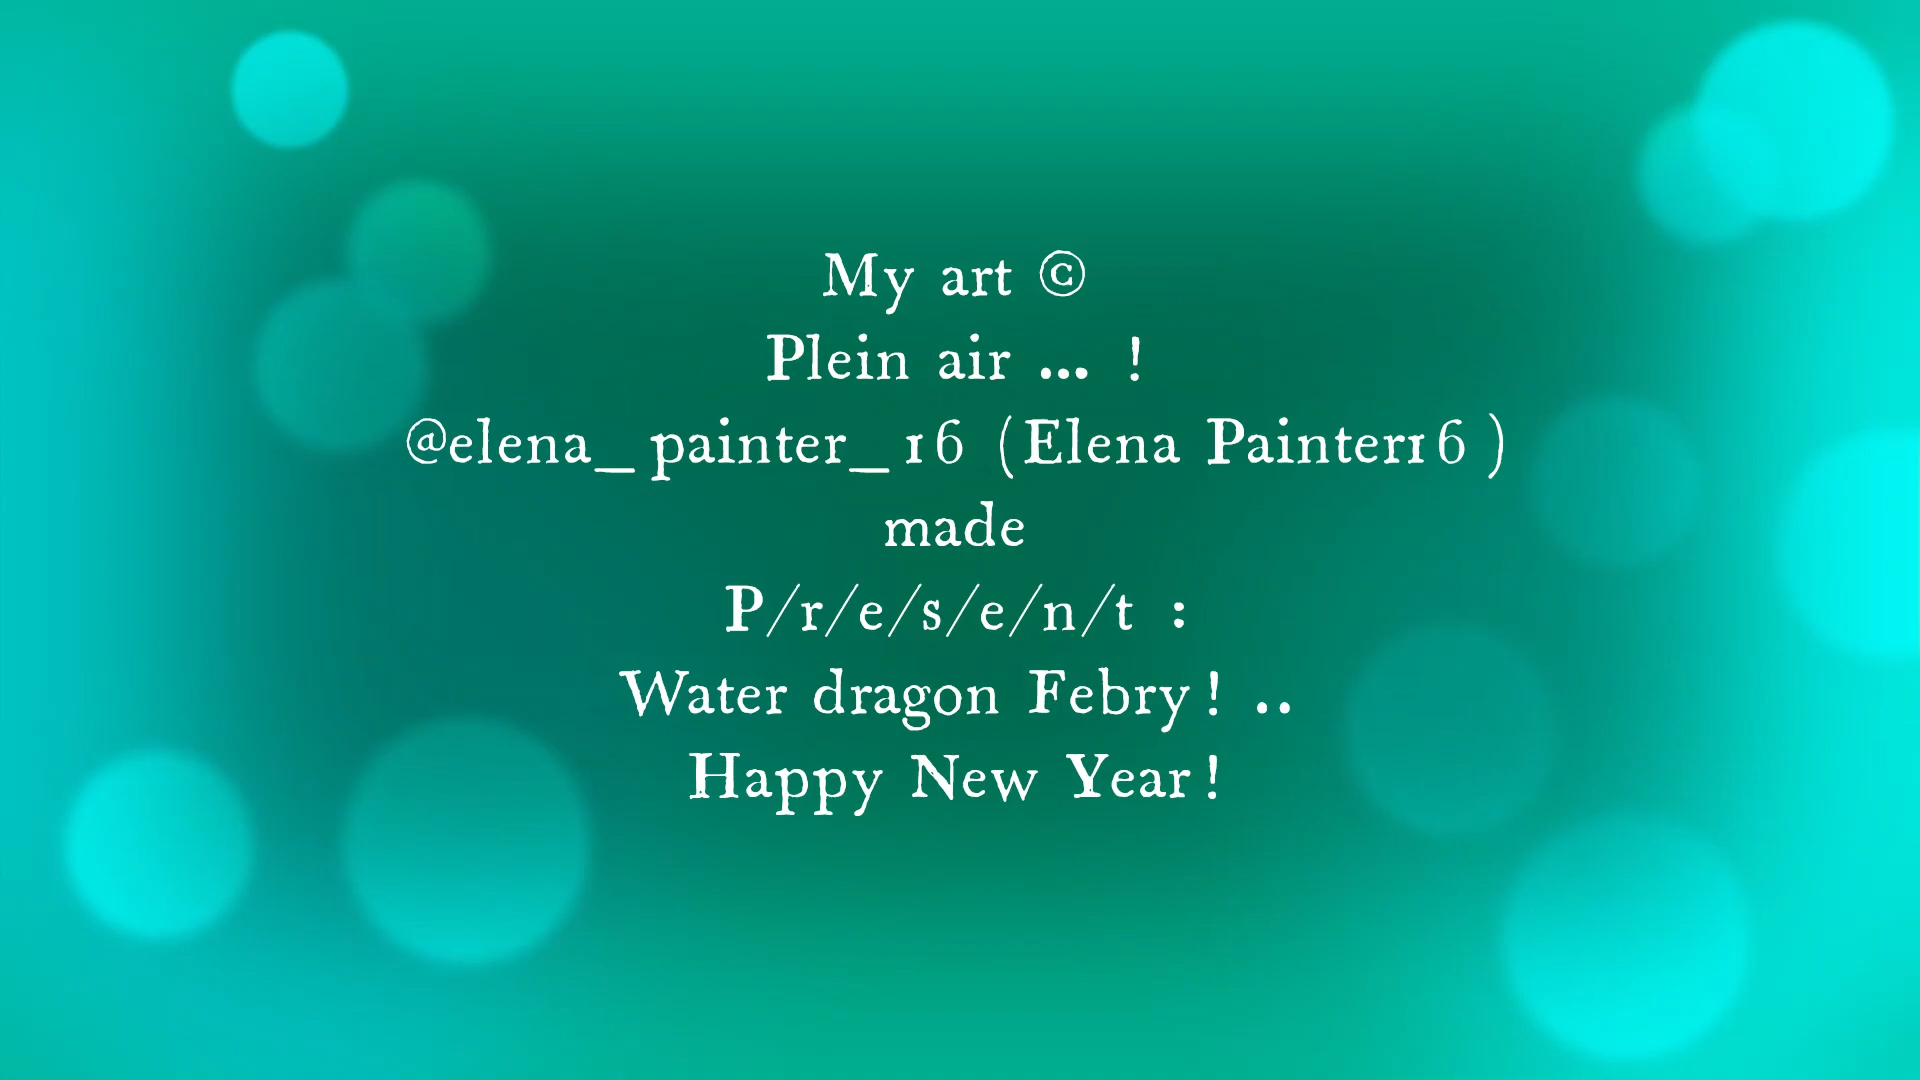 My art ©
Plein air ... !
@elena_painter_16 (Elena Painter16 )
made
P/r/e/s/e/n/t :
Water dragon Febry! ..
Happy New Year!